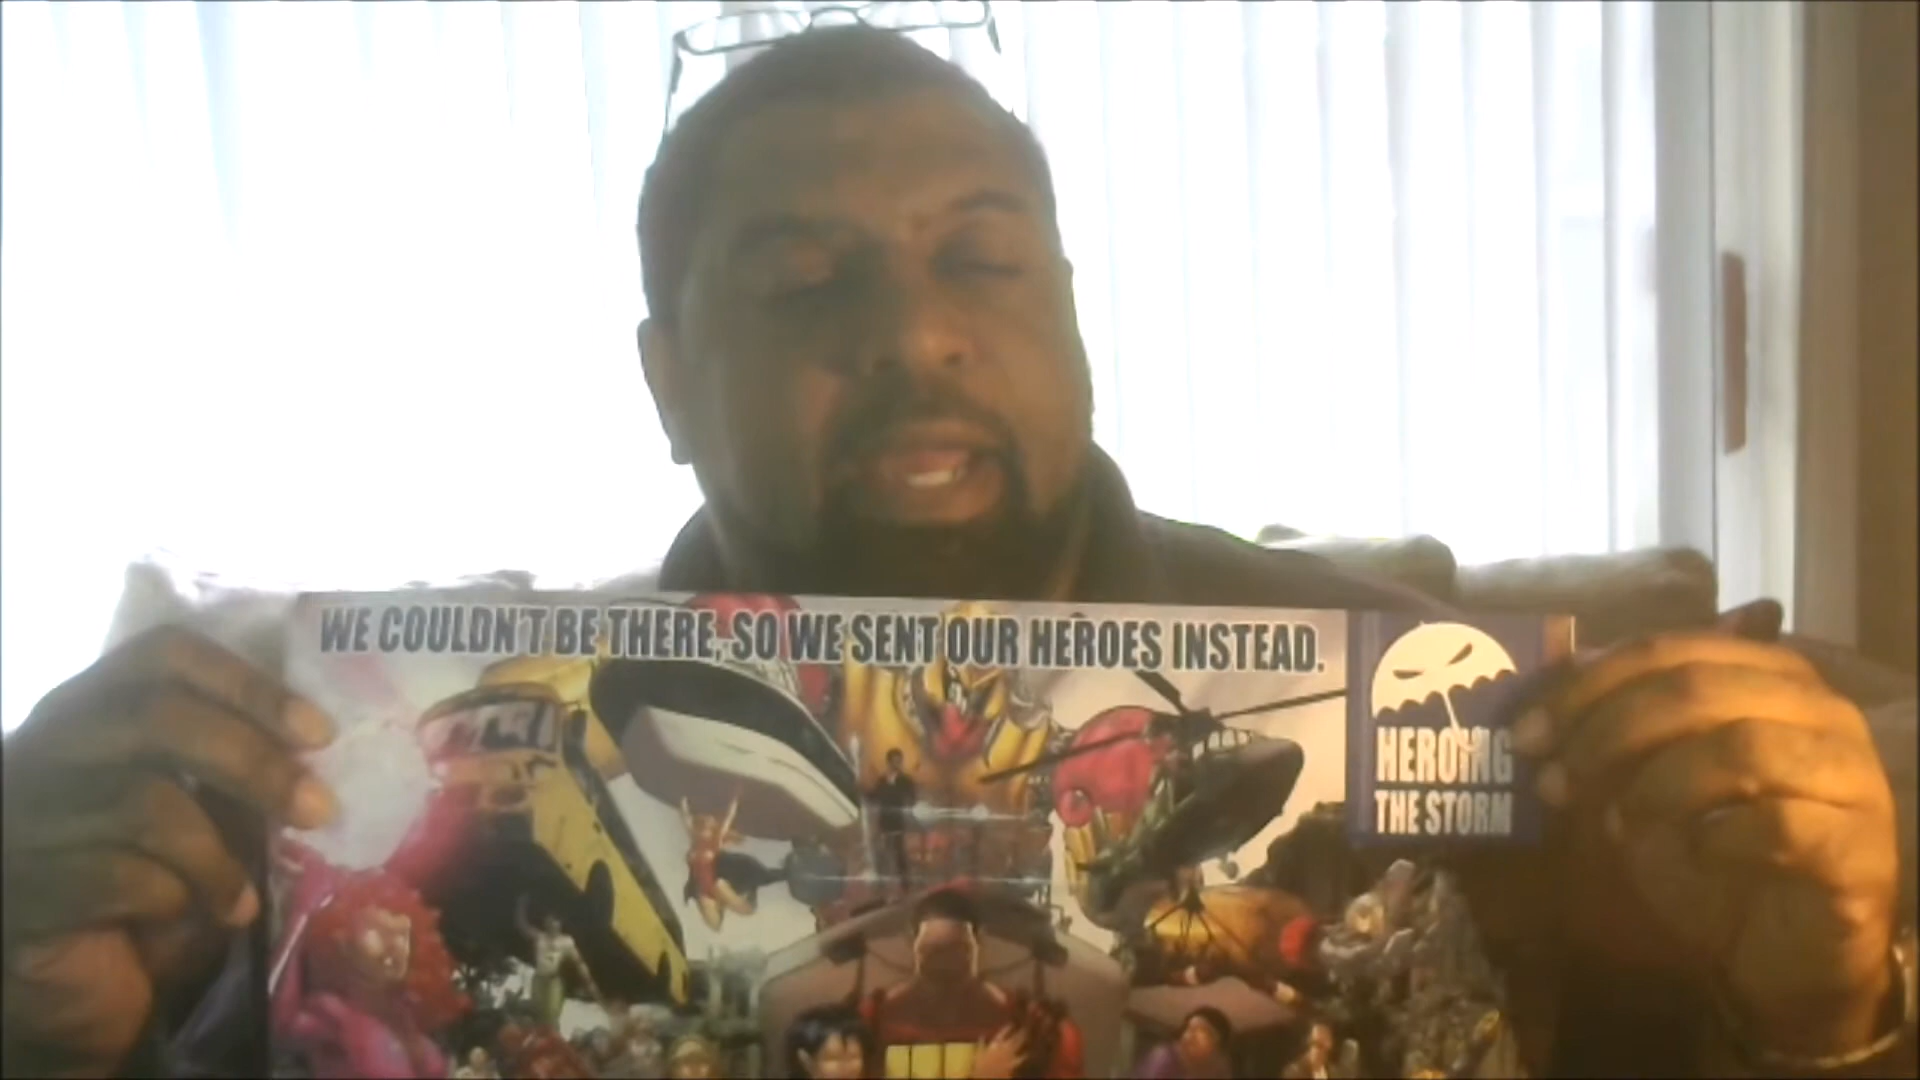 WE COULDN'T BE THERE, SO WE SENT OUR HEROES INSTEAD.
HEROING
THE STORM